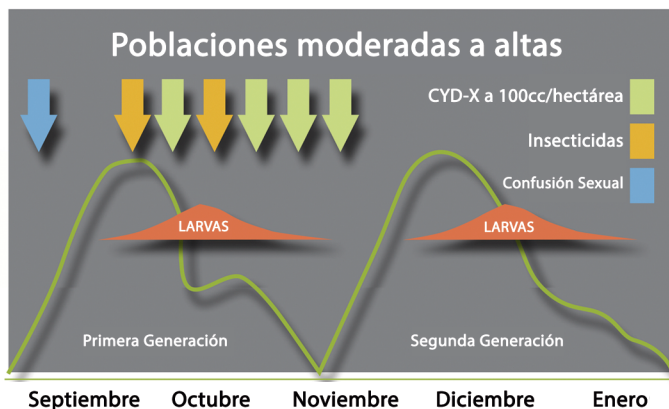 Poblaciones moderadas a altas
CYD-X a 100cc/hectárea
Insecticidas
Confusión Sexual
LARVAS
LARVAS
Primera Generación
Segunda Generación
Septiembre Octubre Noviembre Diciembre Enero